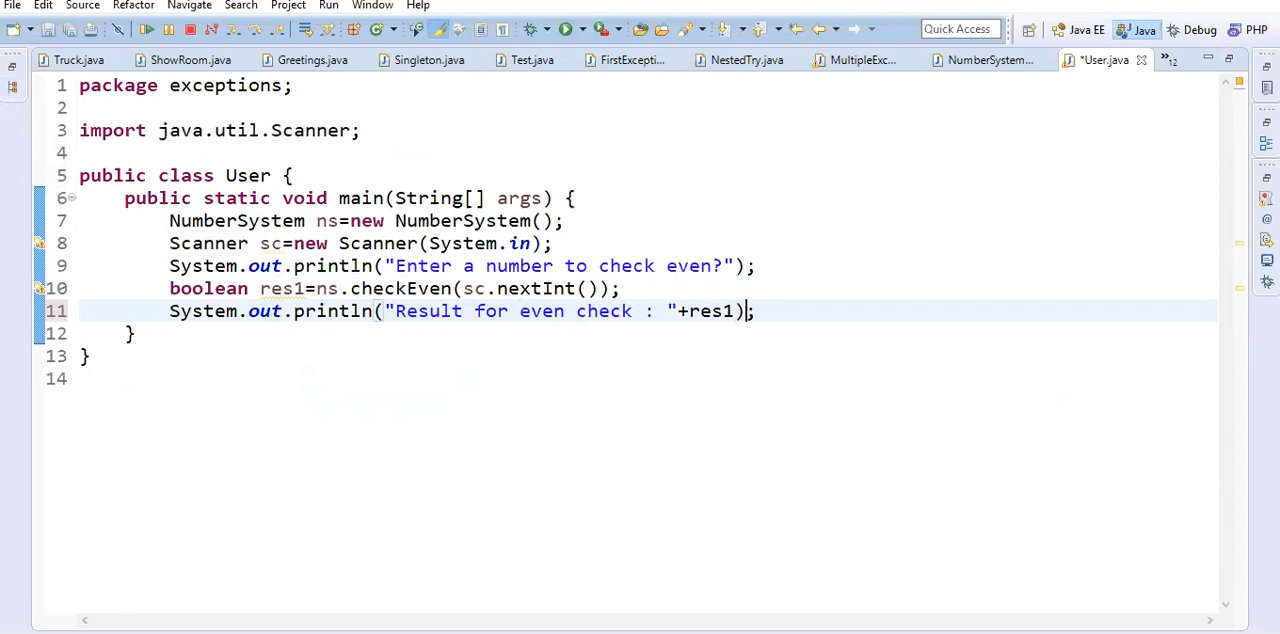 File Edit Source Refactor Navigate Search Project Run Window Help
Quick Access Java EE Java Debug PHP
Truck.java ShowRoom.java Greetings.java Singleton.java Test.java FirstExcepti... NestedTry.java MultipleExc... NumberSystem... *User.java »12
1 package exceptions;
2
3 import java.util.Scanner;
4
5 public class User {
6 public static void main(String[] args) {
7 NumberSystem ns=new NumberSystem();
8 Scanner sc=new Scanner(System.in);
9 System.out.println("Enter a number to check even?");
10 boolean res1=ns.checkEven(sc.nextInt());
11 System.out.println("Result for even check : "+res1);
12 }
13 }
14